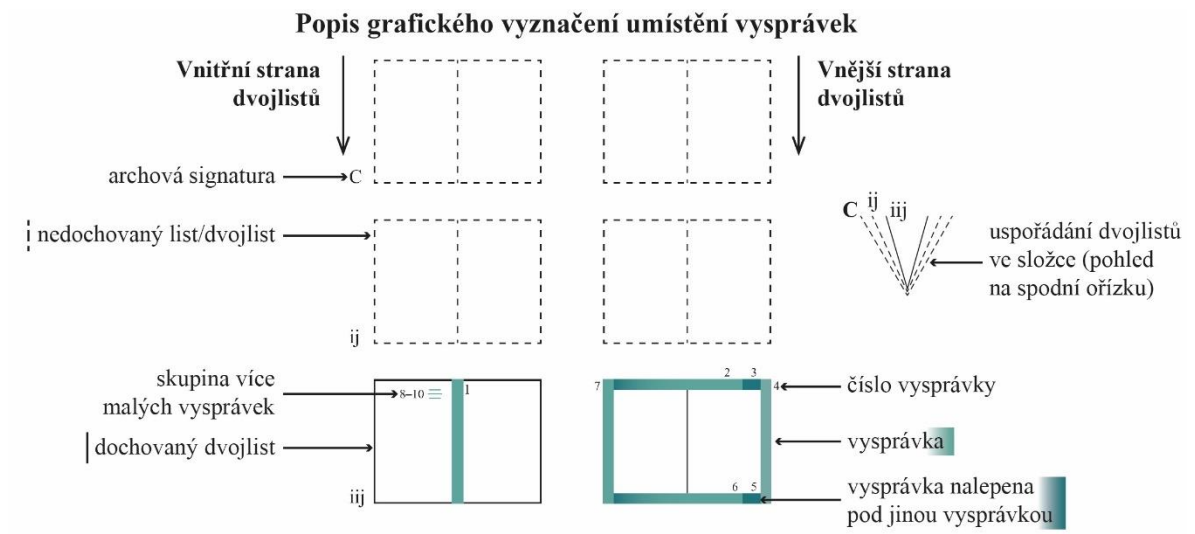 Popis grafického vyznačení umístění vysprávek
Vnitřní strana
dvojlistů
Vnější strana
dvojlistů
archová signatura
C
nedochovaný list/dvojlist
ij
C ij iij
uspořádání dvojlistů
ve složce (pohled
na spodní ořízku)
skupina více
malých vysprávek
8–10
1
dochovaný dvojlist
iij
7
2
3
4
číslo vysprávky
vysprávka
6
5
vysprávka nalepena
pod jinou vysprávkou